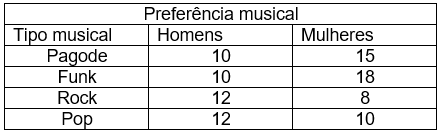 Preferência musical
Tipo musical Homens Mulheres
Pagode 10 15
Funk 10 18
Rock 12 8
Pop 12 10